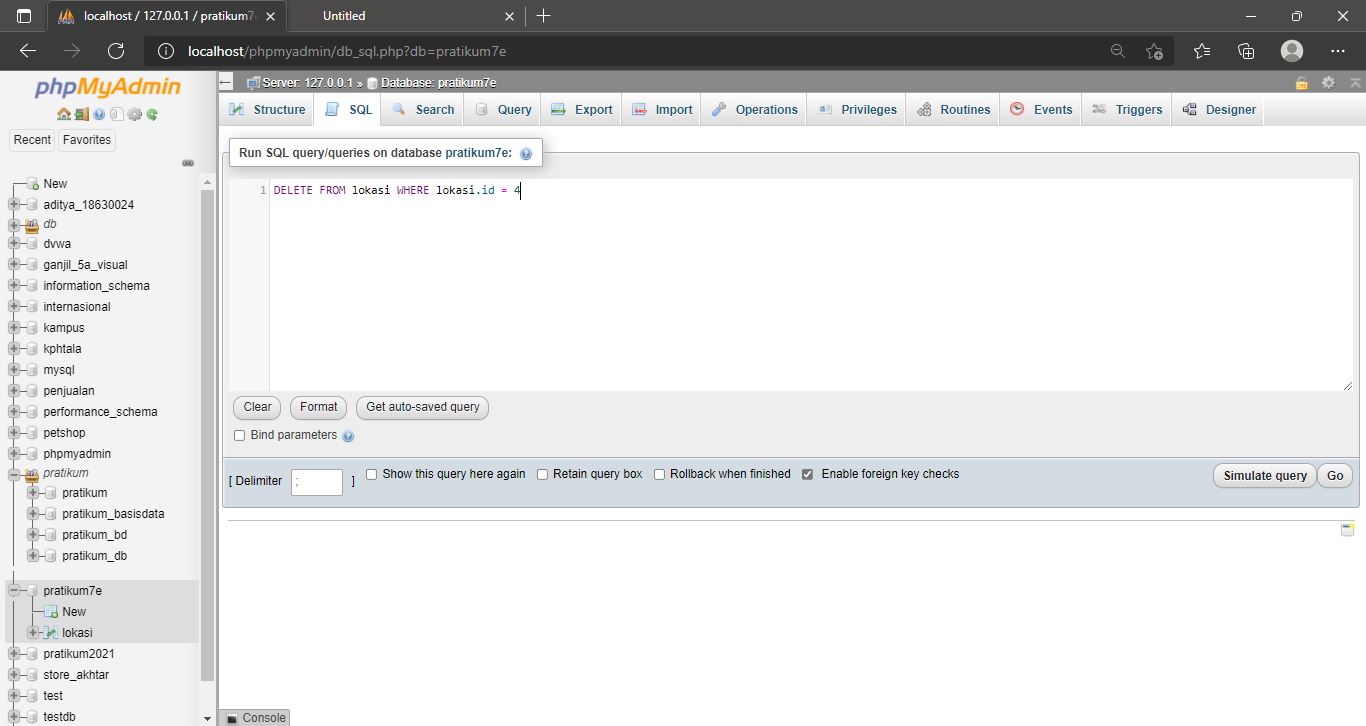 localhost / 127.0.0.1 / pratikum7
Untitled
localhost/phpmyadmin/db_sql.php?db=pratikum7e
phpMyAdmin
Recent
Favorites
New
aditya_18630024
db
dvwa
ganjil_5a_visual
information_schema
internasional
kampus
kphtala
mysql
penjualan
performance_schema
petshop
phpmyadmin
pratikum
pratikum
pratikum_basisdata
pratikum_bd
pratikum_db
pratikum7e
New
lokasi
pratikum2021
store_akhtar
test
testdb
Server: 127.0.0.1 » Database: pratikum7e
Structure SQL Search Query Export Import Operations Privileges Routines Events Triggers Designer
Run SQL query/queries on database pratikum7e:
1 DELETE FROM lokasi WHERE lokasi.id = 4
Clear Format Get auto-saved query
Bind parameters
[ Delimiter ; ] Show this query here again Retain query box Rollback when finished Enable foreign key checks Simulate query Go
Console